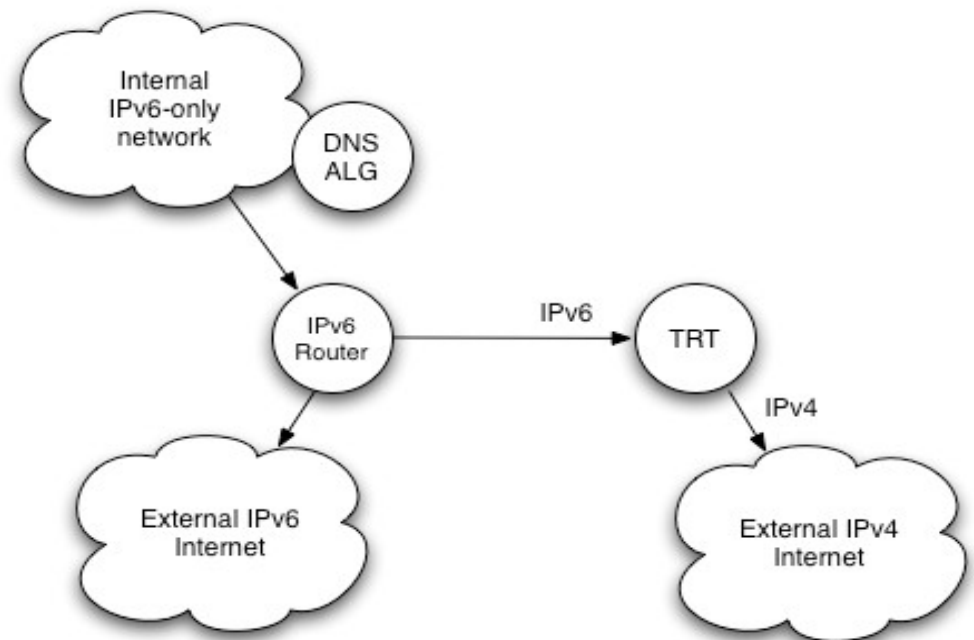 Internal
IPv6-only
network
DNS
ALG
IPv6
Router
IPv6
TRT
IPv4
External IPv6
Internet
External IPv4
Internet